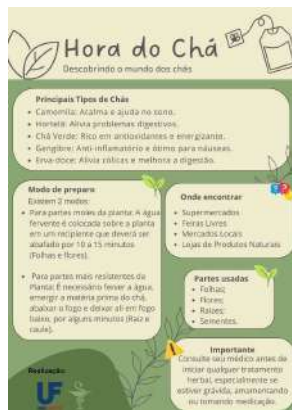 Hora do Chá
Descobrindo o mundo dos chás
Principais Tipos de Chás
• Camomila: Acalma e ajuda no sono.
• Hortelã: Alivia problemas digestivos.
• Chá Verde: Rico em antioxidantes e energizante.
• Gengibre: Anti-inflamatório e ótimo para náuseas.
• Erva-doce: Alivia cólicas e melhora a digestão.
Modo de preparo
Existem 2 modos:
• Para partes moles da planta: A água
fervente é colocada sobre a planta
em um recipiente que deverá ser
abafado por 10 a 15 minutos
(Folhas e flores).
• Para partes mais resistentes da
Planta: É necessário ferver a água,
emergir a matéria prima do chá,
abaixar o fogo e deixar ali em fogo
baixo, por alguns minutos (Raiz e
caule).
Onde encontrar
• Supermercados
• Feiras Livres
• Mercados Locais
• Lojas de Produtos Naturais
Partes usadas
• Folhas;
• Flores;
• Raízes;
• Sementes.
Importante
Consulte seu médico antes de
iniciar qualquer tratamento
herbal, especialmente se
estiver grávida, amamentando
ou tomando medicação.
Realização:
UF